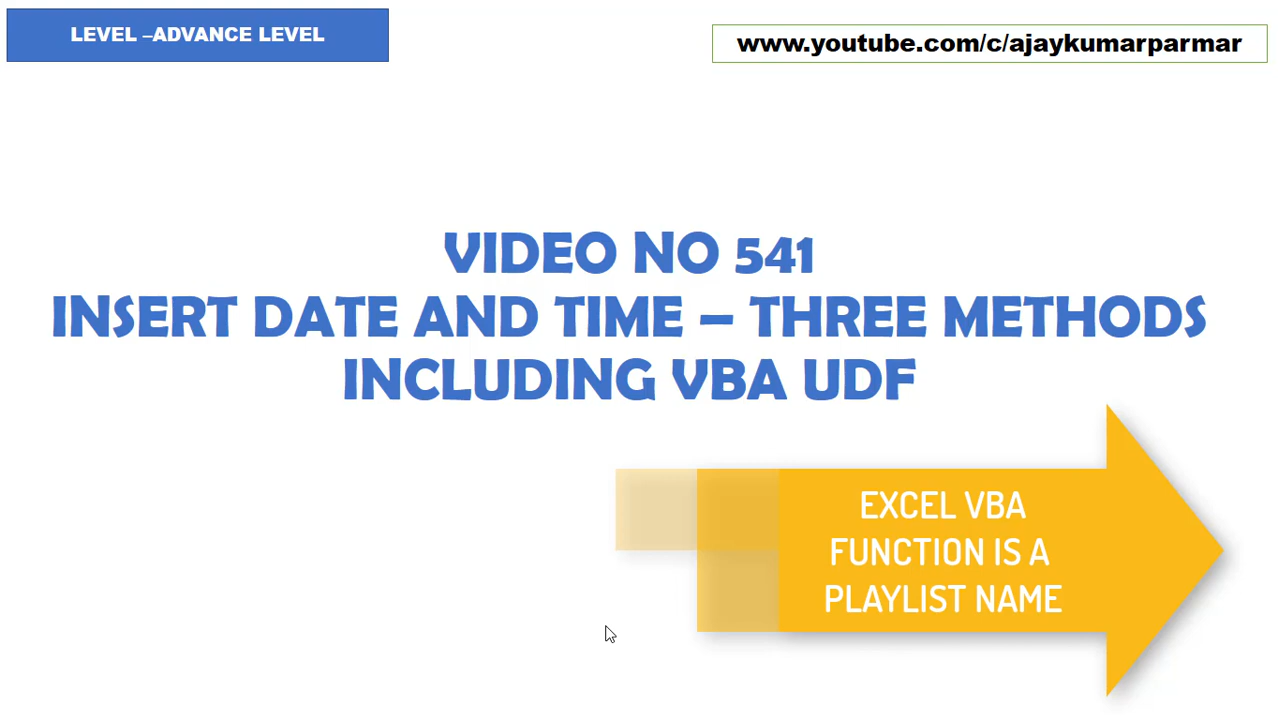 LEVEL –ADVANCE LEVEL
www.youtube.com/c/ajaykumarparmar
VIDEO NO 541
INSERT DATE AND TIME – THREE METHODS
INCLUDING VBA UDF
EXCEL VBA
FUNCTION IS A
PLAYLIST NAME